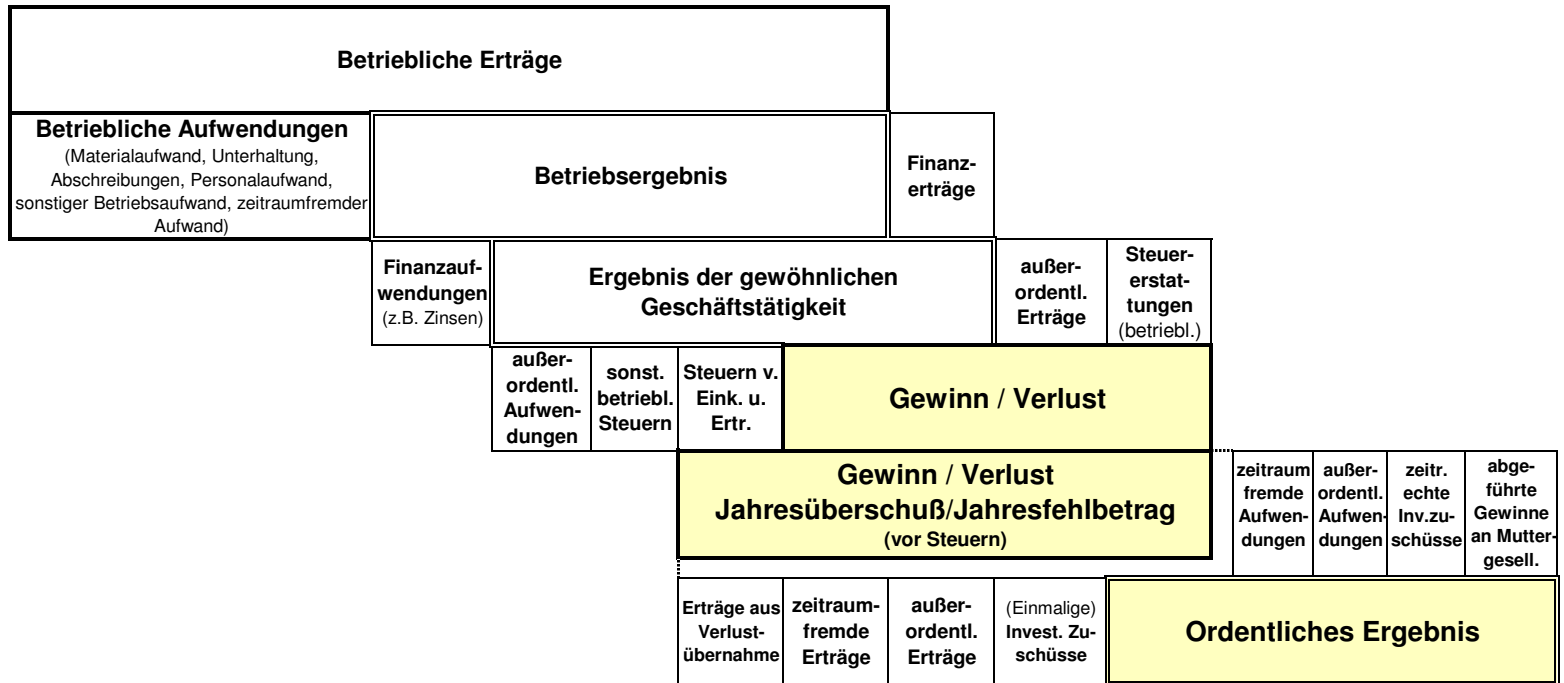 Betriebliche Erträge
Betriebliche Aufwendungen
(Materialaufwand, Unterhaltung,
Abschreibungen, Personalaufwand,
sonstiger Betriebsaufwand, zeitraumfremder
Aufwand)
Betriebsergebnis
Finanz-
erträge
Finanzauf-
wendungen
(z.B. Zinsen)
Ergebnis der gewöhnlichen
Geschäftstätigkeit
außer-
ordentl.
Erträge
Steuer-
erstat-
tungen
(betriebl.)
außer-
ordentl.
Aufwen-
dungen
sonst.
betriebl.
Steuern
Steuern v.
Eink. u.
Ertr.
Gewinn / Verlust
Gewinn / Verlust
Jahresüberschuß/Jahresfehlbetrag
(vor Steuern)
zeitraum
fremde
Aufwen-
dungen
außer-
ordentl.
Aufwen-
dungen
zeitr.
echte
Inv.zu-
schüsse
abge-
führte
Gewinne
an Mutter-
gesell.
Erträge aus
Verlust-
übernahme
zeitraum-
fremde
Erträge
außer-
ordentl.
Erträge
(Einmalige)
Invest. Zu-
schüsse
Ordentliches Ergebnis